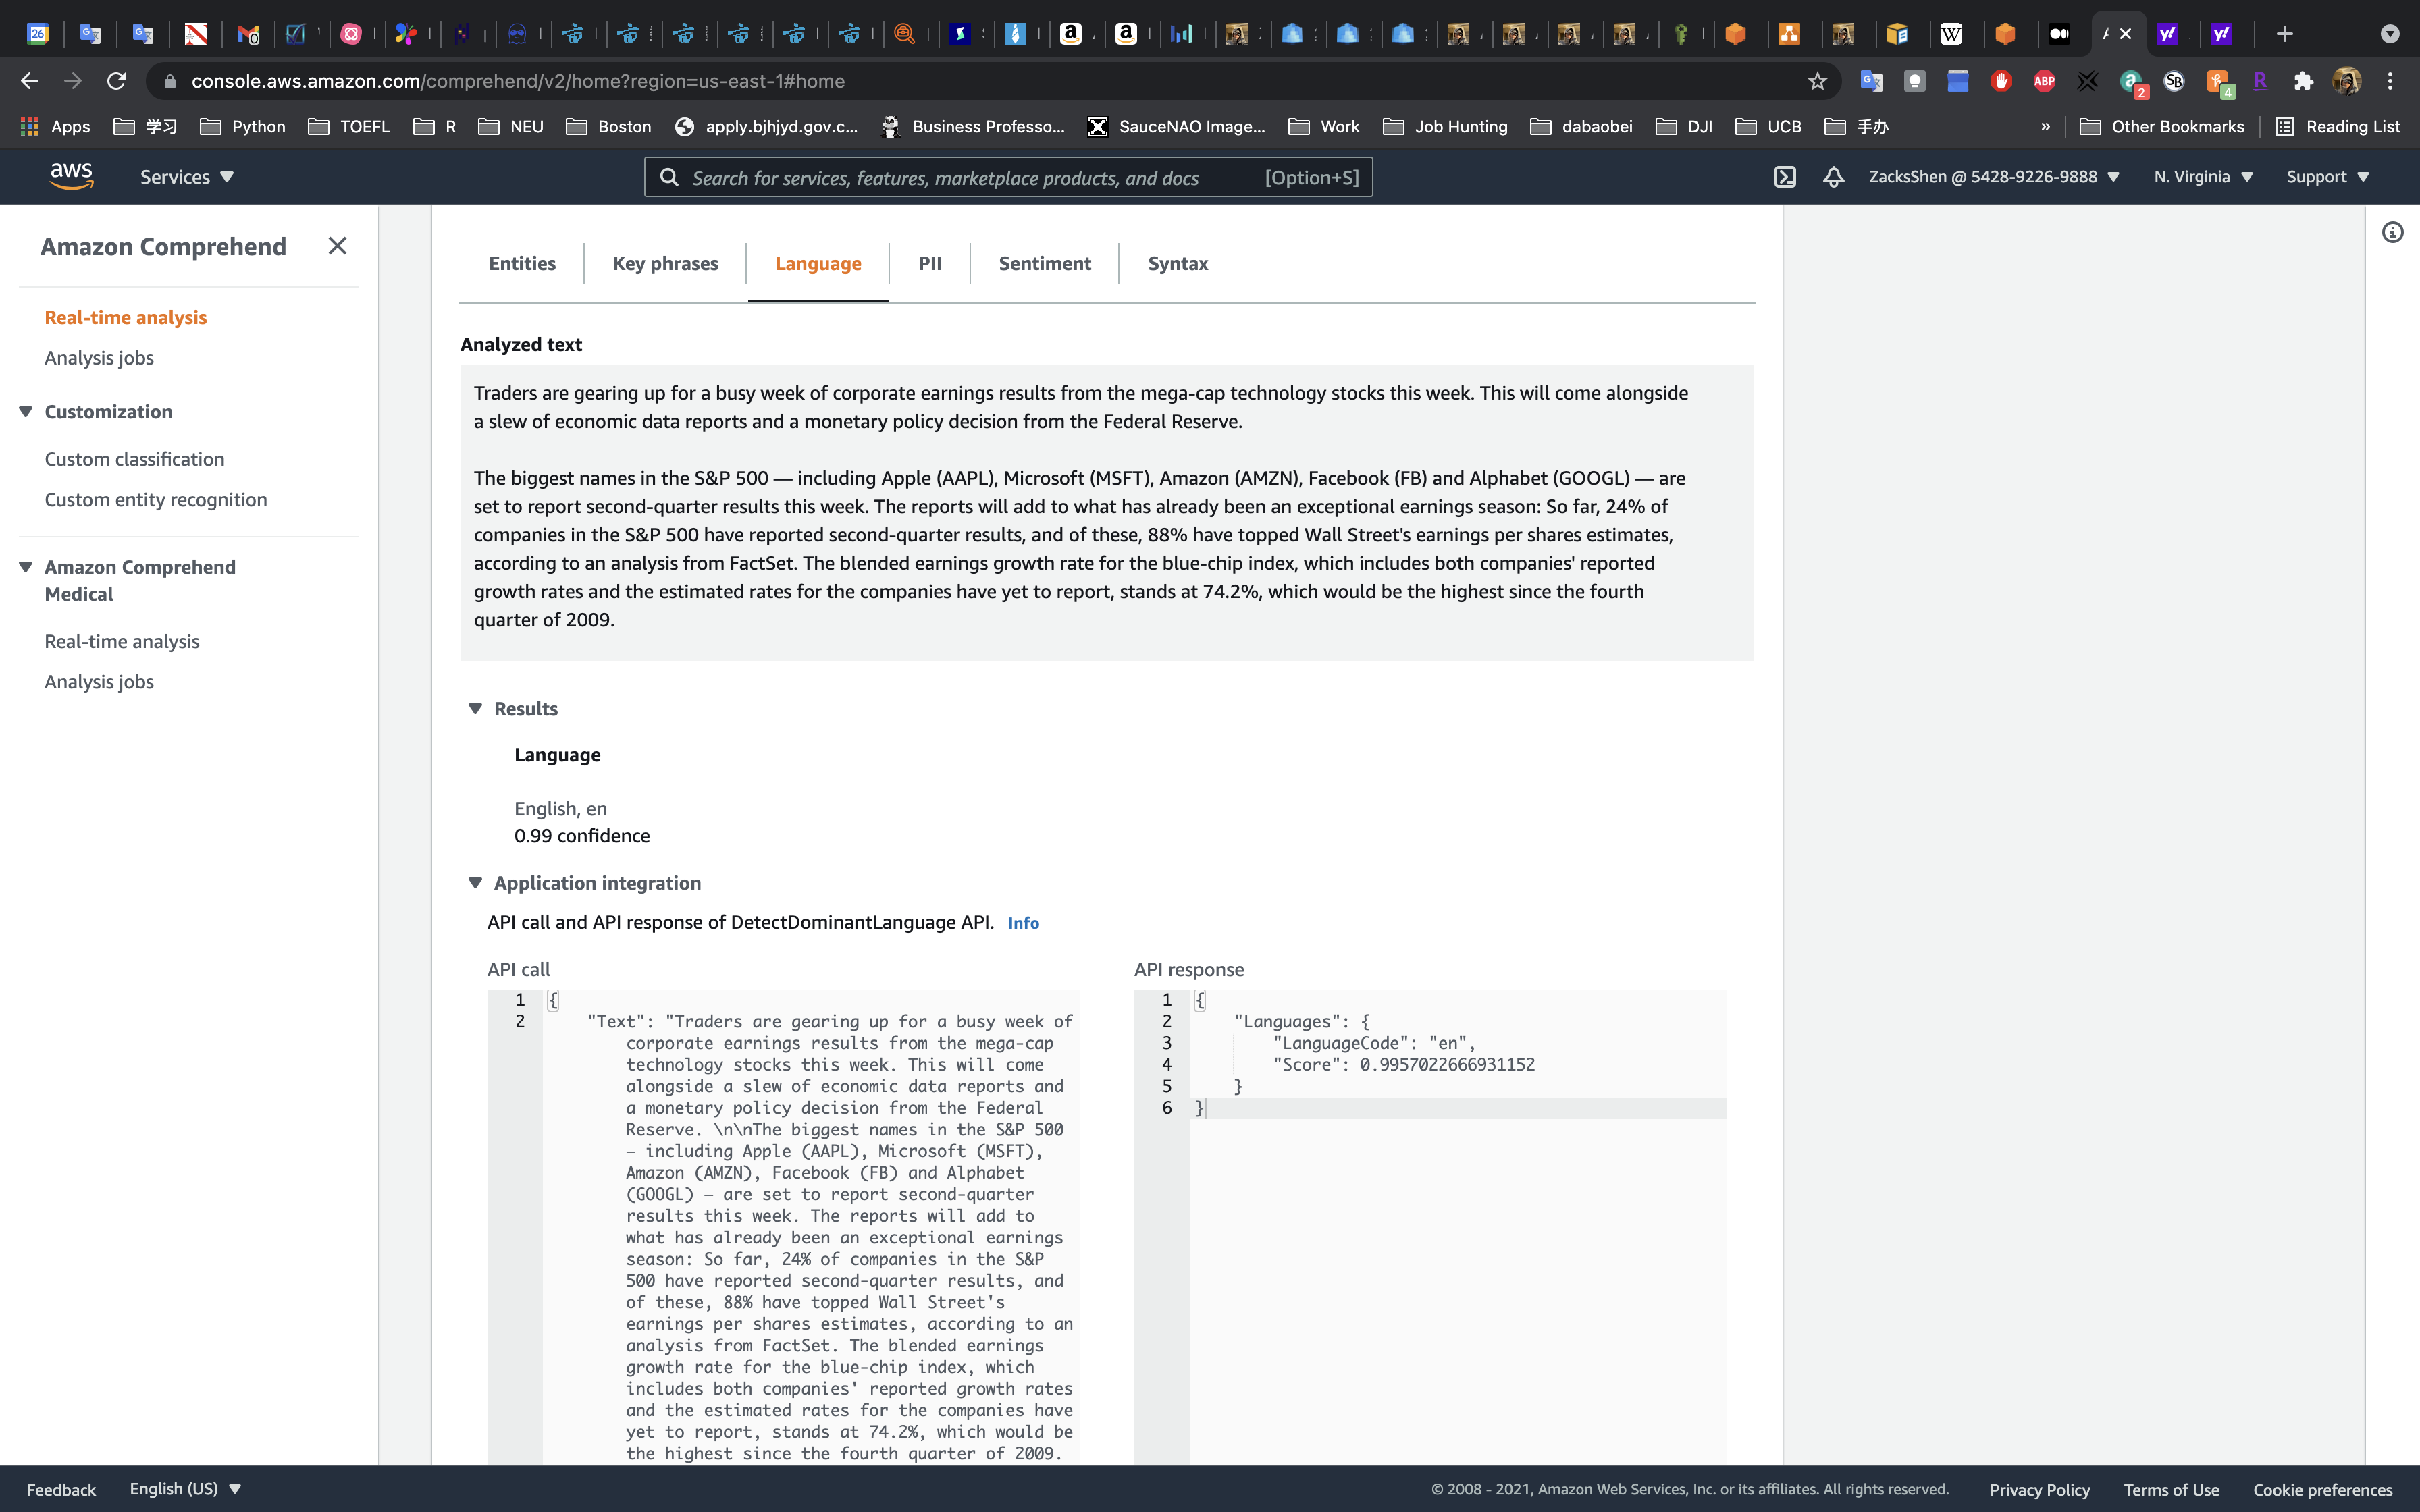 console.aws.amazon.com/comprehend/v2/home?region=us-east-1#home
Apps 学习 Python TOEFL R NEU Boston apply.bjhjyd.gov.c... Business Professo... SauceNAO Image... Work Job Hunting dabaobei DJI UCB 手办 » Other Bookmarks Reading List
aws Services Search for services, features, marketplace products, and docs [Option+S] ZacksShen @ 5428-9226-9888 N. Virginia Support
Amazon Comprehend
Real-time analysis
Analysis jobs
Customization
Custom classification
Custom entity recognition
Amazon Comprehend
Medical
Real-time analysis
Analysis jobs
Entities Key phrases Language PII Sentiment Syntax
Analyzed text
Traders are gearing up for a busy week of corporate earnings results from the mega-cap technology stocks this week. This will come alongside
a slew of economic data reports and a monetary policy decision from the Federal Reserve.
The biggest names in the S&P 500 — including Apple (AAPL), Microsoft (MSFT), Amazon (AMZN), Facebook (FB) and Alphabet (GOOGL) — are
set to report second-quarter results this week. The reports will add to what has already been an exceptional earnings season: So far, 24% of
companies in the S&P 500 have reported second-quarter results, and of these, 88% have topped Wall Street's earnings per shares estimates,
according to an analysis from FactSet. The blended earnings growth rate for the blue-chip index, which includes both companies' reported
growth rates and the estimated rates for the companies have yet to report, stands at 74.2%, which would be the highest since the fourth
quarter of 2009.
Results
Language
English, en
0.99 confidence
Application integration
API call and API response of DetectDominantLanguage API. Info
API call
1 {
2 "Text": "Traders are gearing up for a busy week of
corporate earnings results from the mega-cap
technology stocks this week. This will come
alongside a slew of economic data reports and
a monetary policy decision from the Federal
Reserve. \n\nThe biggest names in the S&P 500
— including Apple (AAPL), Microsoft (MSFT),
Amazon (AMZN), Facebook (FB) and Alphabet
(GOOGL) — are set to report second-quarter
results this week. The reports will add to
what has already been an exceptional earnings
season: So far, 24% of companies in the S&P
500 have reported second-quarter results, and
of these, 88% have topped Wall Street's
earnings per shares estimates, according to an
analysis from FactSet. The blended earnings
growth rate for the blue-chip index, which
includes both companies' reported growth rates
and the estimated rates for the companies have
yet to report, stands at 74.2%, which would be
the highest since the fourth quarter of 2009.
API response
1 {
2 "Languages": {
3 "LanguageCode": "en",
4 "Score": 0.9957022666931152
5 }
6 }
Feedback English (US) © 2008 - 2021, Amazon Web Services, Inc. or its affiliates. All rights reserved. Privacy Policy Terms of Use Cookie preferences